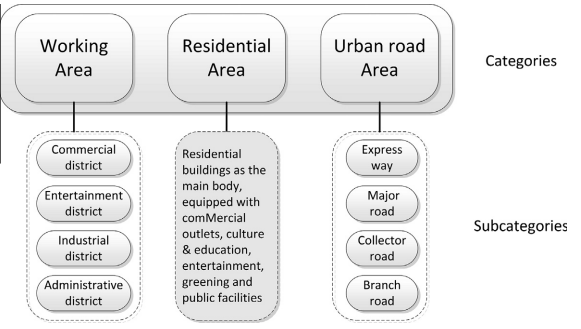 Working
Area
Residential
Area
Urban road
Area
Categories
Commercial
district
Entertainment
district
Industrial
district
Administrative
district
Residential
buildings as the
main body,
equipped with
comMercial
outlets, culture
& education,
entertainment,
greening and
public facilities
Express
way
Major
road
Collector
road
Branch
road
Subcategories